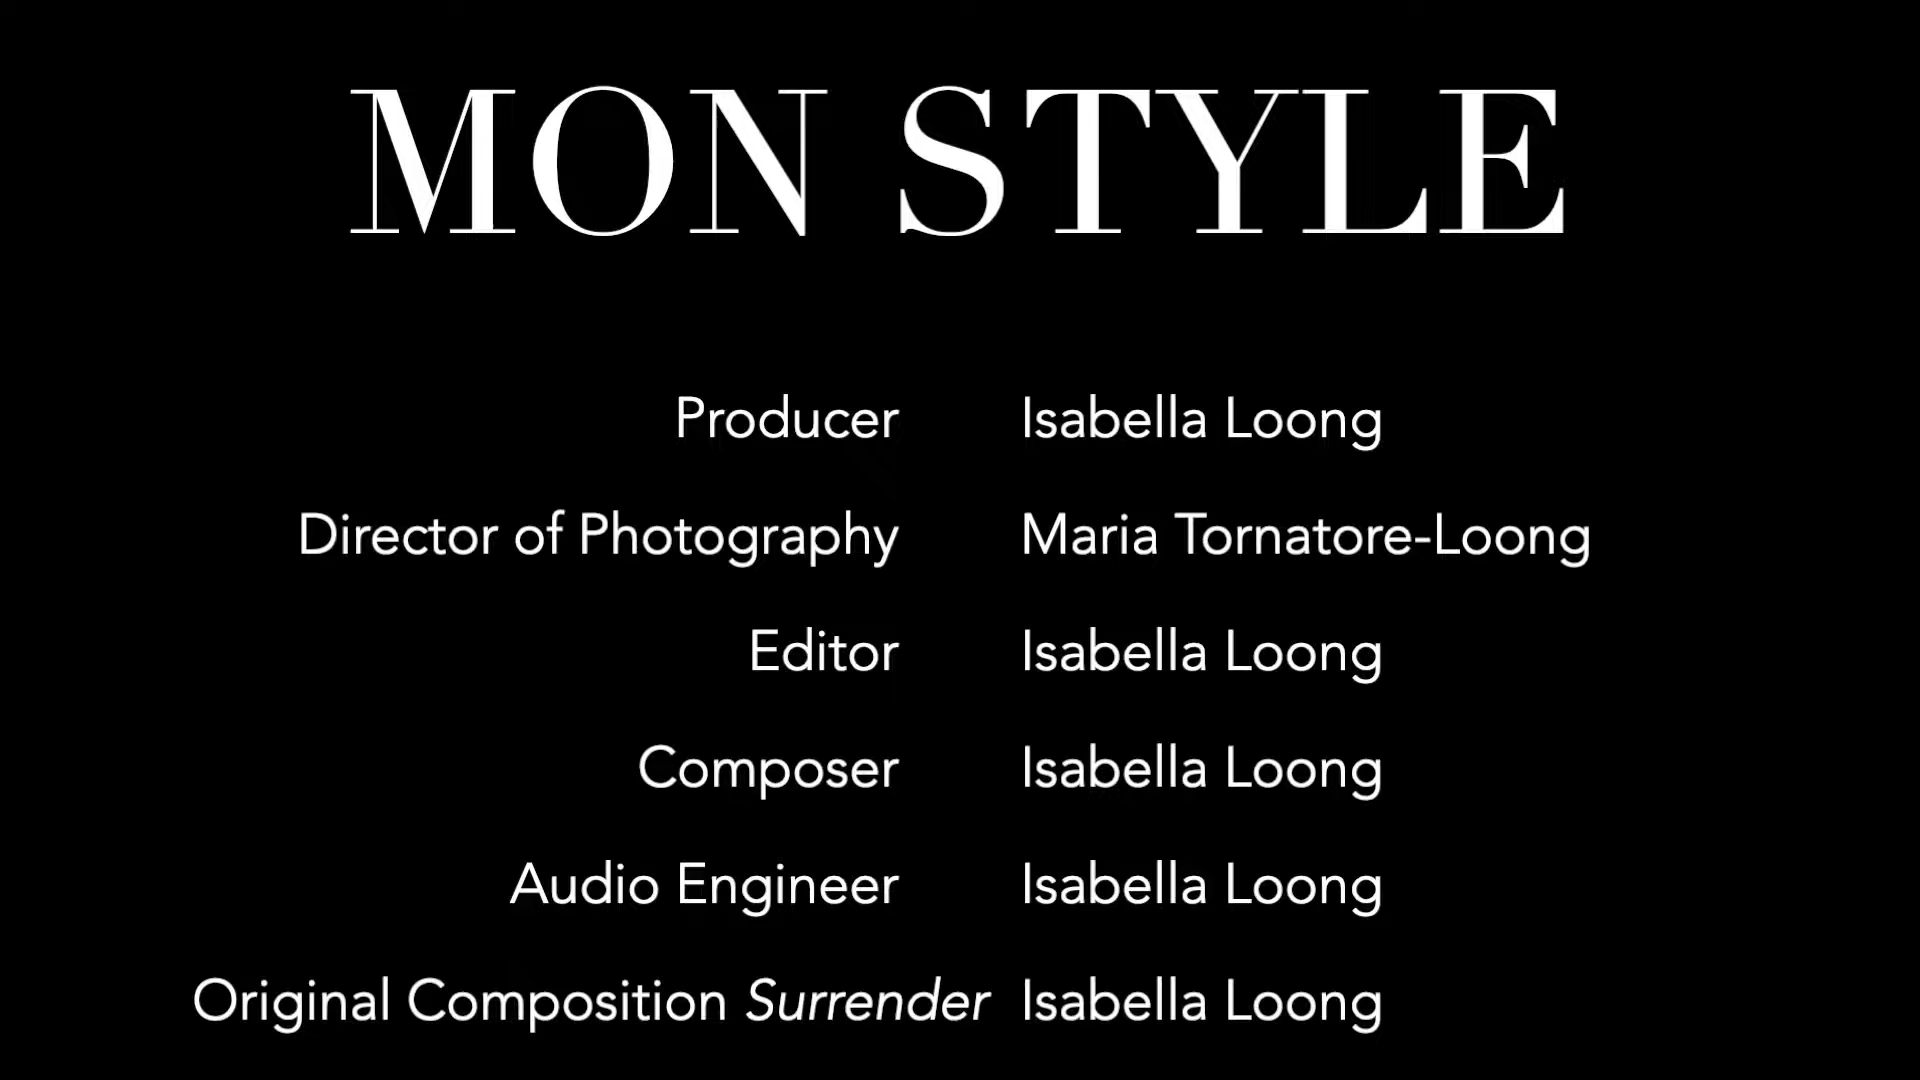 MON STYLE
Producer Isabella Loong
Director of Photography Maria Tornatore-Loong
Editor Isabella Loong
Composer Isabella Loong
Audio Engineer Isabella Loong
Original Composition Surrender Isabella Loong